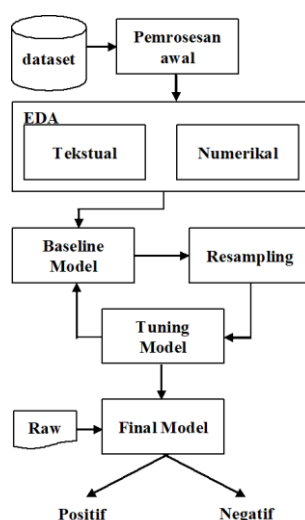 dataset
Pemrosesan
awal
EDA
Tekstual
Numerikal
Baseline
Model
Resampling
Tuning
Model
Raw
Final Model
Positif
Negatif